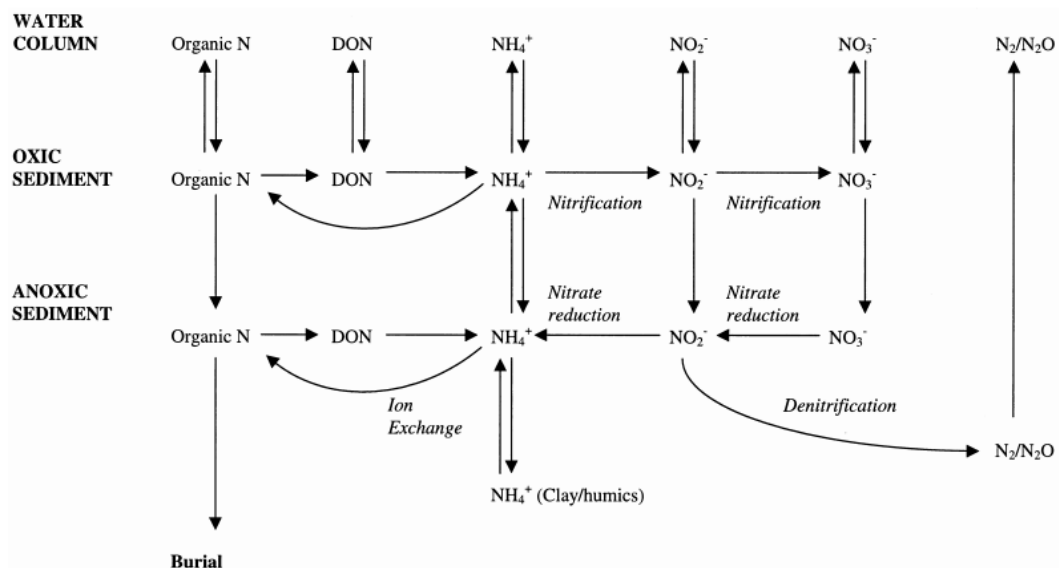 WATER
COLUMN
Organic N
DON
NH₄⁺
NO₂⁻
NO₃⁻
N₂/N₂O
OXIC
SEDIMENT
Organic N
DON
NH₄⁺
Nitrification
NO₂⁻
Nitrification
NO₃⁻
ANOXIC
SEDIMENT
Organic N
DON
NH₄⁺
Nitrate
reduction
NO₂⁻
Nitrate
reduction
NO₃⁻
Ion
Exchange
Denitrification
N₂/N₂O
NH₄⁺ (Clay/humics)
Burial